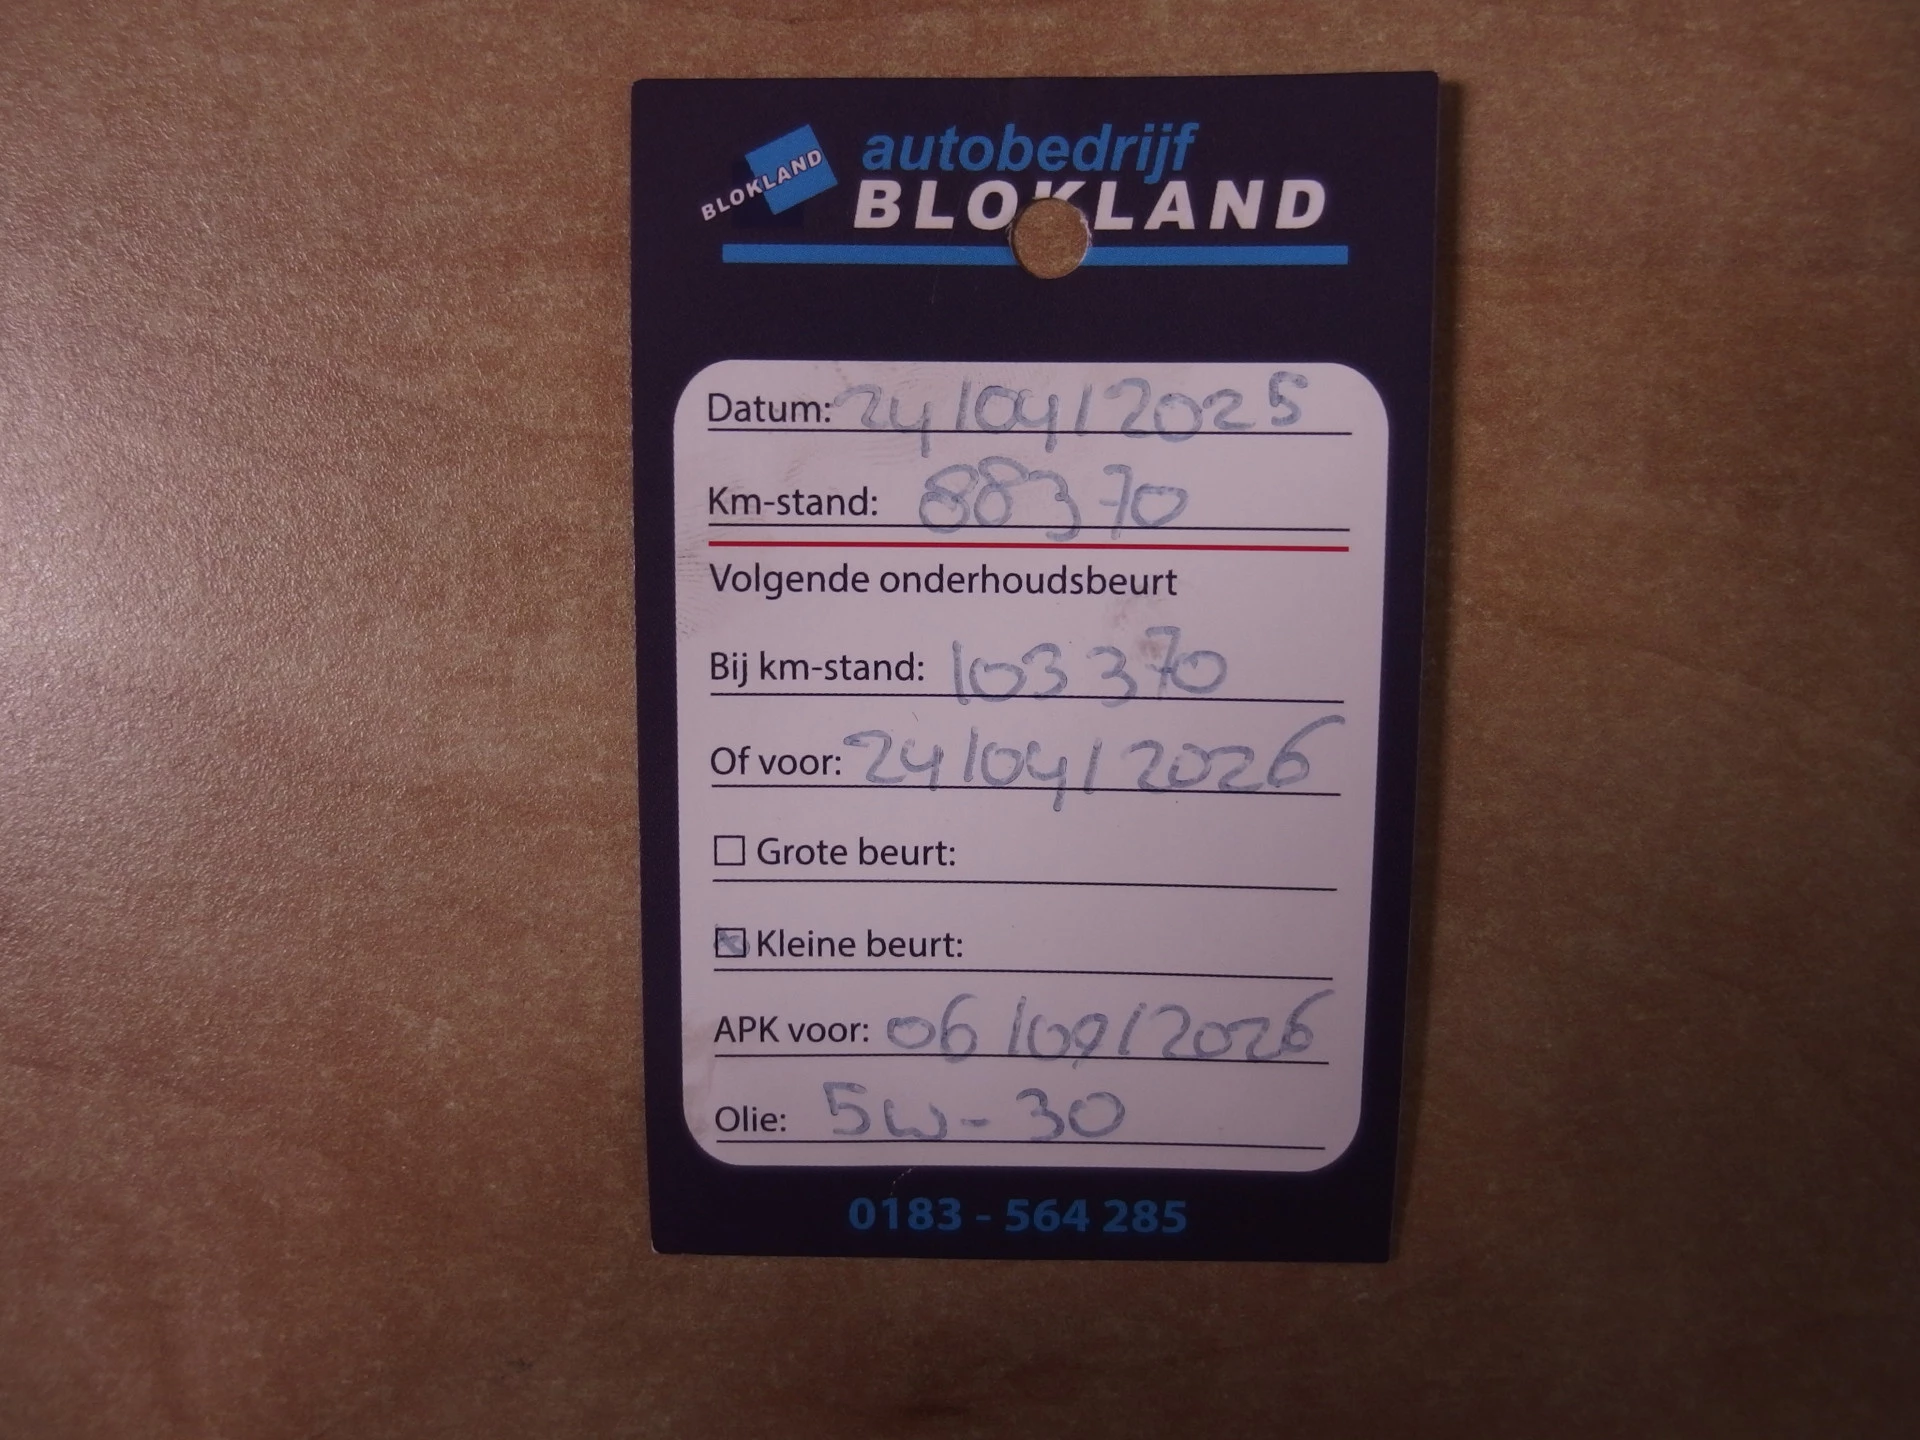 BLOKLAND
autobedrijf
BLOKLAND
Datum: 24/04/2025
Km-stand: 88370
Volgende onderhoudsbeurt
Bij km-stand: 103370
Of voor: 24/04/2026
Grote beurt:
Kleine beurt:
APK voor: 06/09/2026
Olie: 5w-30
0183 - 564 285